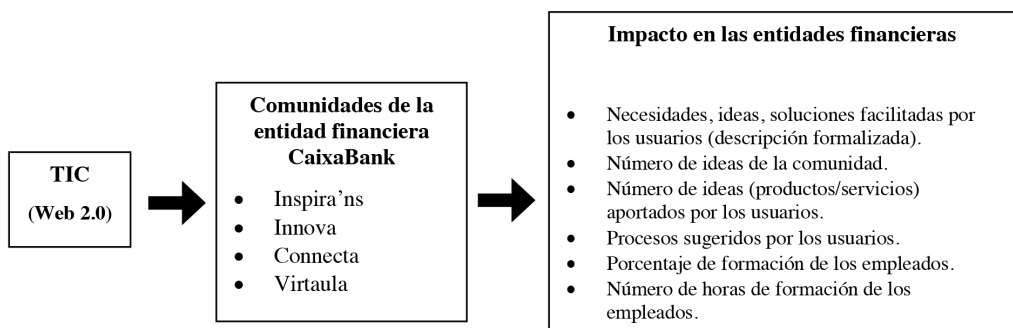 TIC
(Web 2.0)
Comunidades de la
entidad financiera
CaixaBank
• Inspira’ns
• Innova
• Connecta
• Virtaula
Impacto en las entidades financieras
• Necesidades, ideas, soluciones facilitadas por
los usuarios (descripción formalizada).
• Número de ideas de la comunidad.
• Número de ideas (productos/servicios)
aportados por los usuarios.
• Procesos sugeridos por los usuarios.
• Porcentaje de formación de los empleados.
• Número de horas de formación de los
empleados.